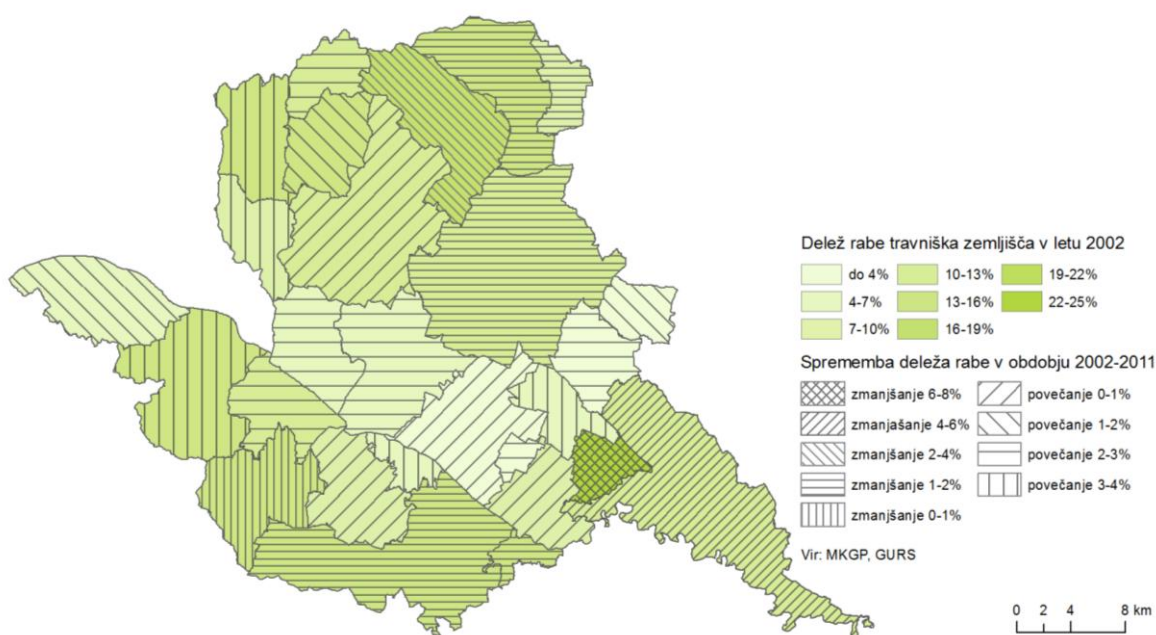 Delež rabe travniška zemljišča v letu 2002
do 4% 10-13% 19-22%
4-7% 13-16% 22-25%
7-10% 16-19%
Sprememba deleža rabe v obdobju 2002-2011
zmanjšanje 6-8% povečanje 0-1%
zmanjašanje 4-6% povečanje 1-2%
zmanjšanje 2-4% povečanje 2-3%
zmanjšanje 1-2% povečanje 3-4%
zmanjšanje 0-1%
Vir: MKGP, GURS
0 2 4 8 km